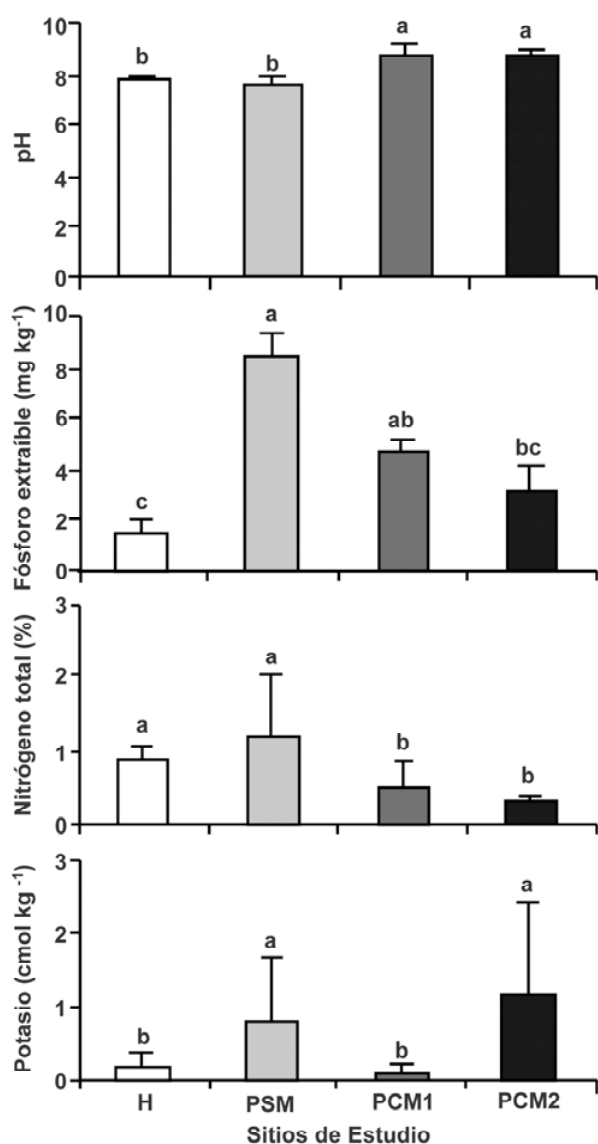 10
8
6
4
2
0
pH
b
b
a
a
10
8
6
4
2
0
Fósforo extraíble (mg kg-1)
c
a
ab
bc
3
2
1
0
Nitrógeno total (%)
a
a
b
b
3
2
1
0
Potasio (cmol kg -1)
b
a
b
a
H PSM PCM1 PCM2
Sitios de Estudio